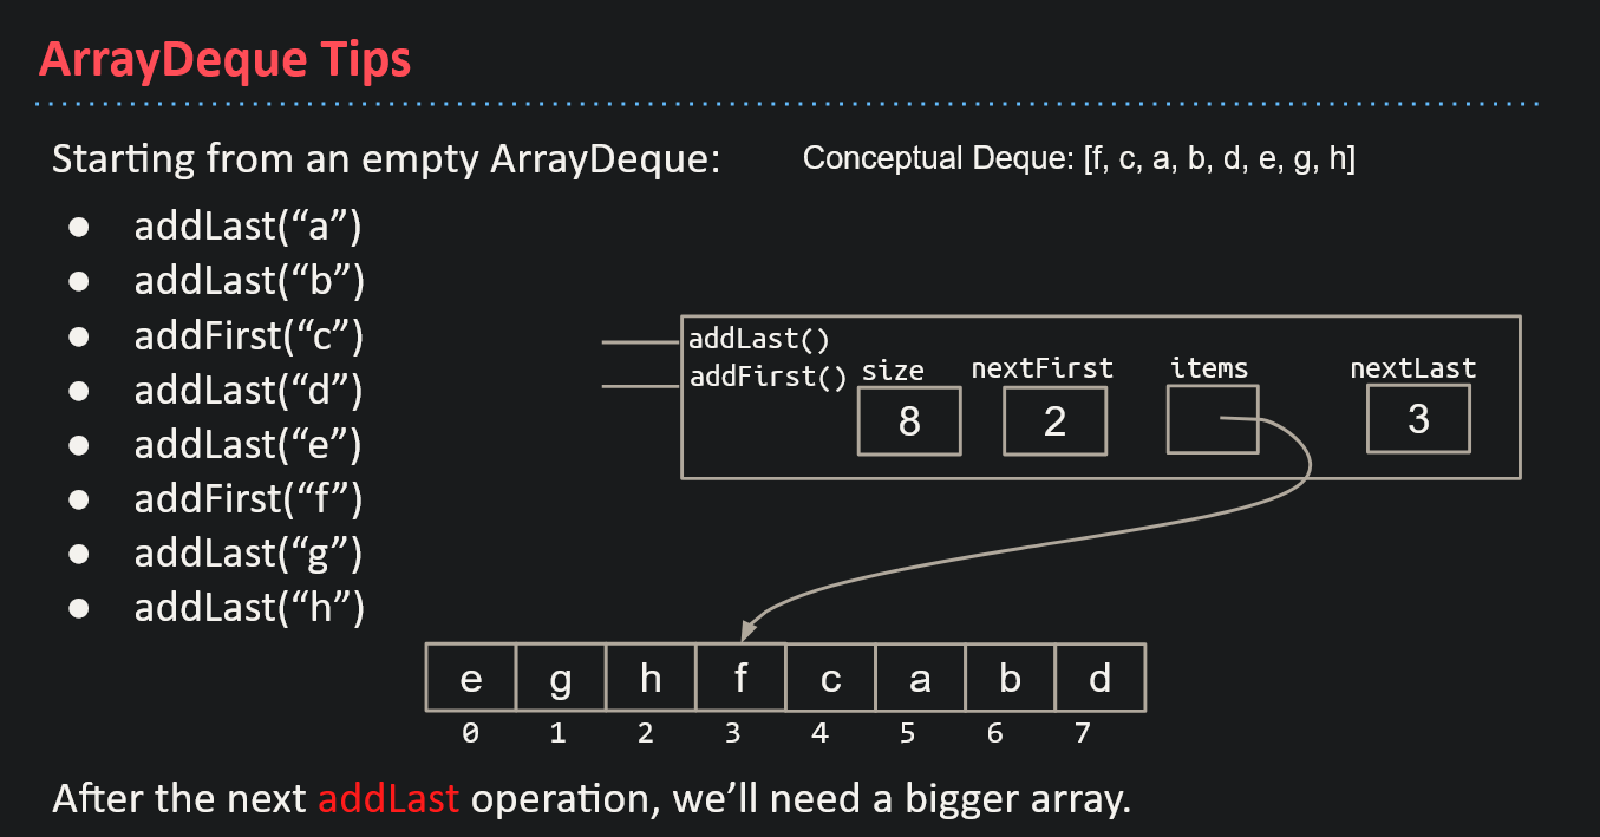 ArrayDeque Tips
Starting from an empty ArrayDeque:
Conceptual Deque: [f, c, a, b, d, e, g, h]
● addLast(“a”)
● addLast(“b”)
● addFirst(“c”)
● addLast(“d”)
● addLast(“e”)
● addFirst(“f”)
● addLast(“g”)
● addLast(“h”)
addLast()
addFirst() size nextFirst items nextLast
8 2 3
e g h f c a b d
0 1 2 3 4 5 6 7
After the next addLast operation, we’ll need a bigger array.